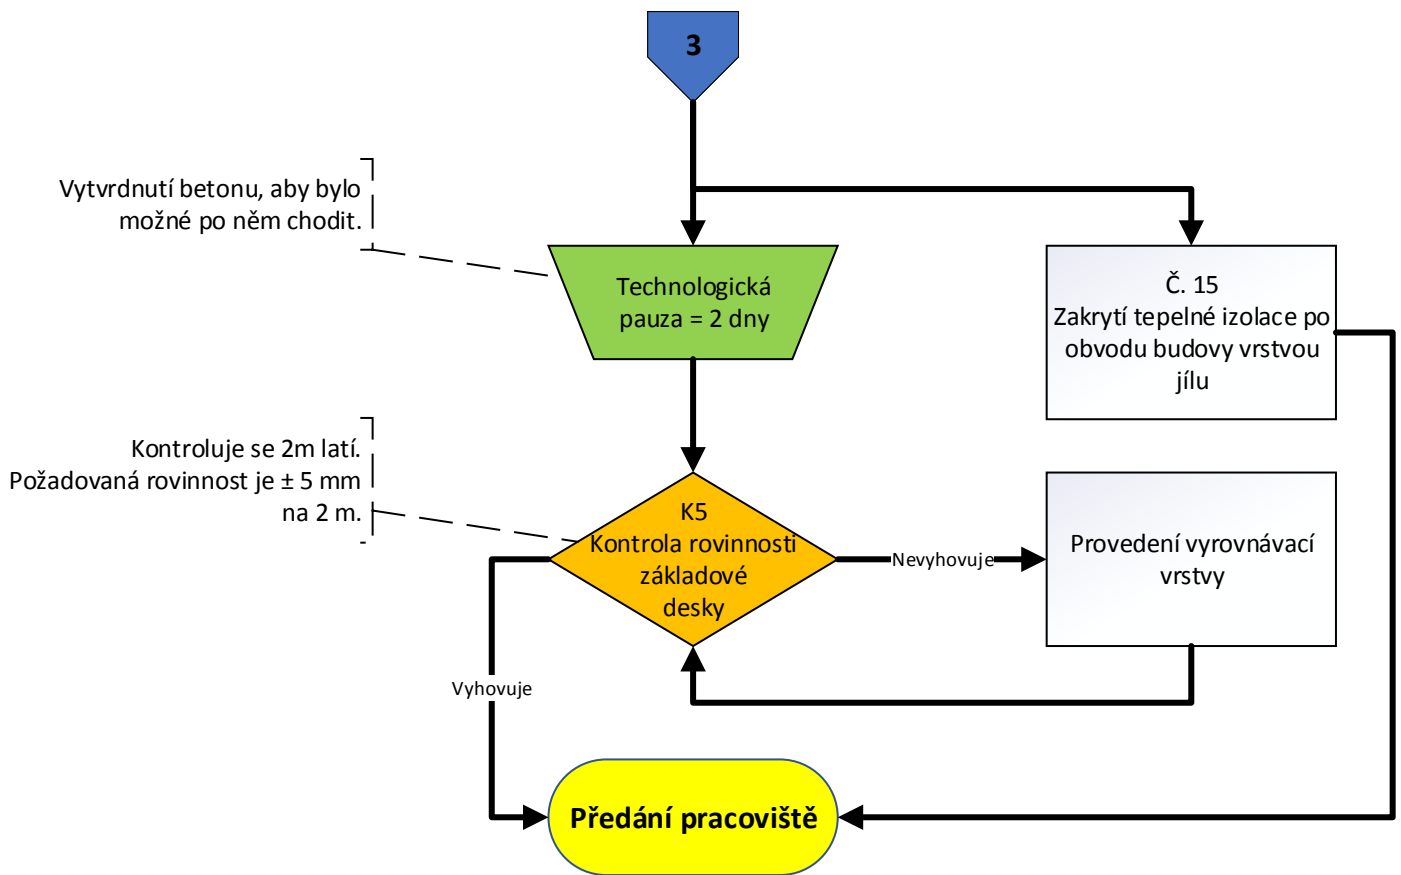 3
Vytvrdnutí betonu, aby bylo
možné po něm chodit.
Technologická
pauza = 2 dny
Č. 15
Zakrytí tepelné izolace po
obvodu budovy vrstvou
jílu
Kontroluje se 2m latí.
Požadovaná rovinnost je ± 5 mm
na 2 m.
K5
Kontrola rovinnosti
základové
desky
Nevyhovuje
Provedení vyrovnávací
vrstvy
Vyhovuje
Předání pracoviště